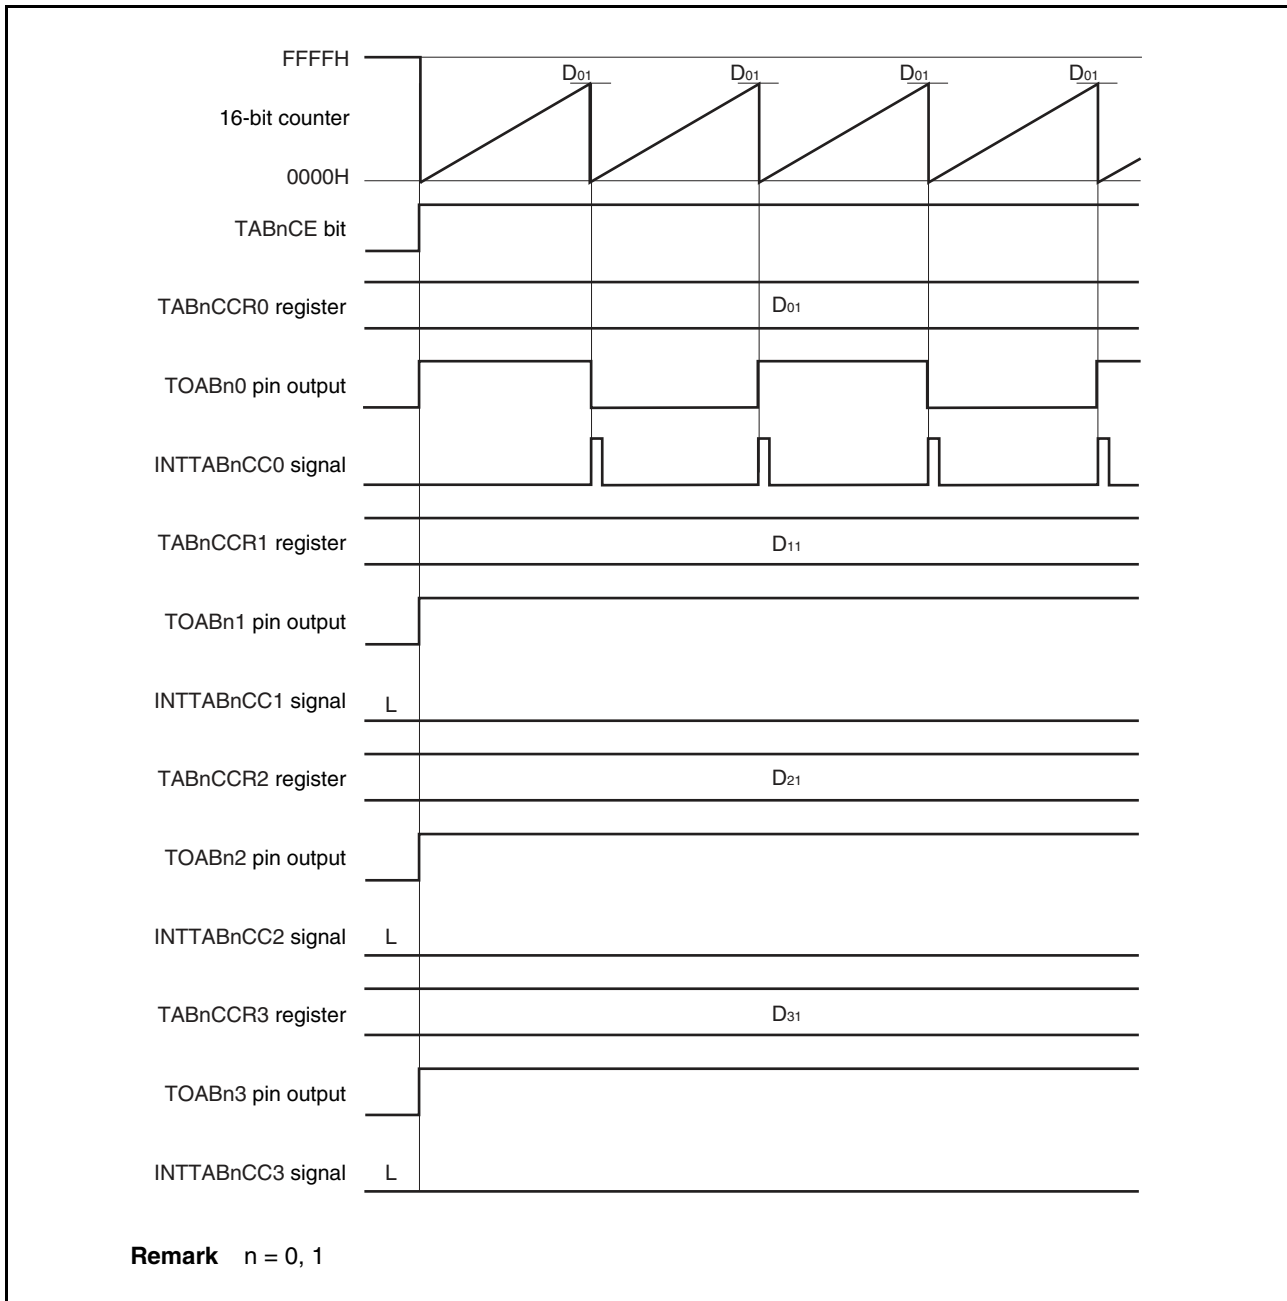 FFFFH
D01 D01 D01 D01
16-bit counter
0000H
TABnCE bit
TABnCCR0 register D01
TOABn0 pin output
INTTABnCC0 signal
TABnCCR1 register D11
TOABn1 pin output
INTTABnCC1 signal L
TABnCCR2 register D21
TOABn2 pin output
INTTABnCC2 signal L
TABnCCR3 register D31
TOABn3 pin output
INTTABnCC3 signal L
Remark n = 0, 1